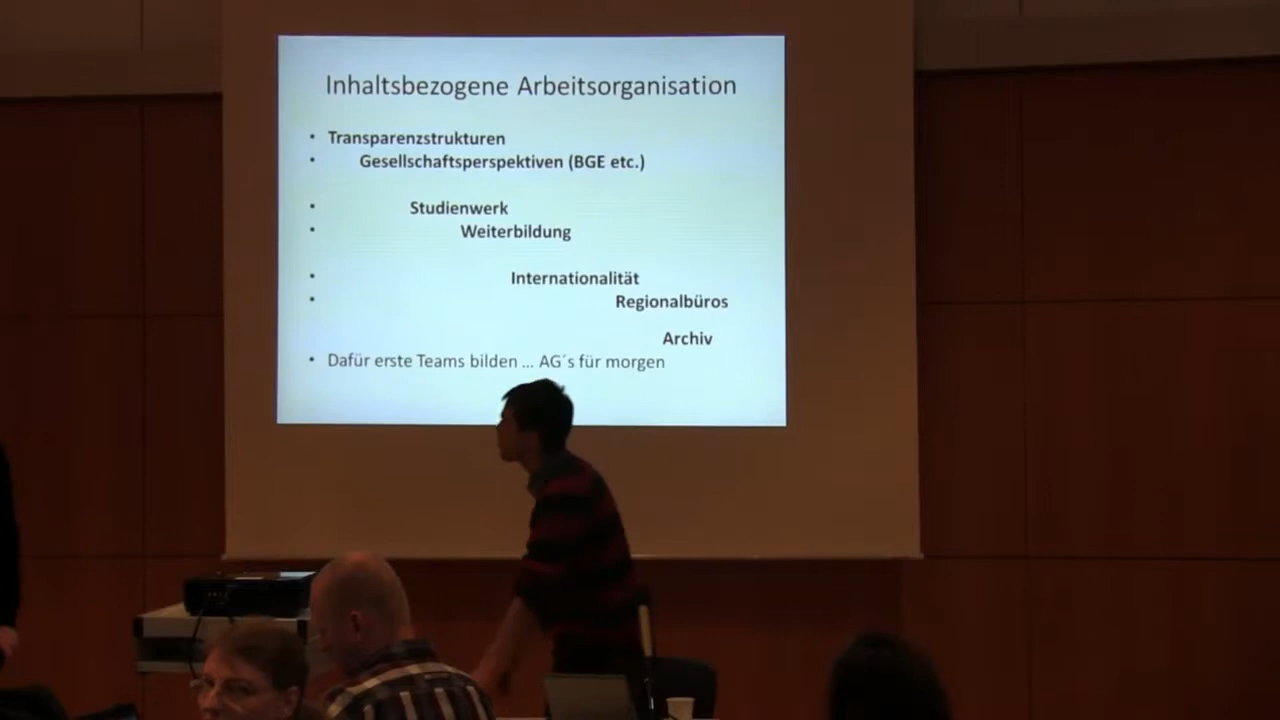 Inhaltsbezogene Arbeitsorganisation
• Transparenzstrukturen
• Gesellschaftsperspektiven (BGE etc.)
• Studienwerk
• Weiterbildung
• Internationalität
• Regionalbüros
Archiv
• Dafür erste Teams bilden ... AG´s für morgen